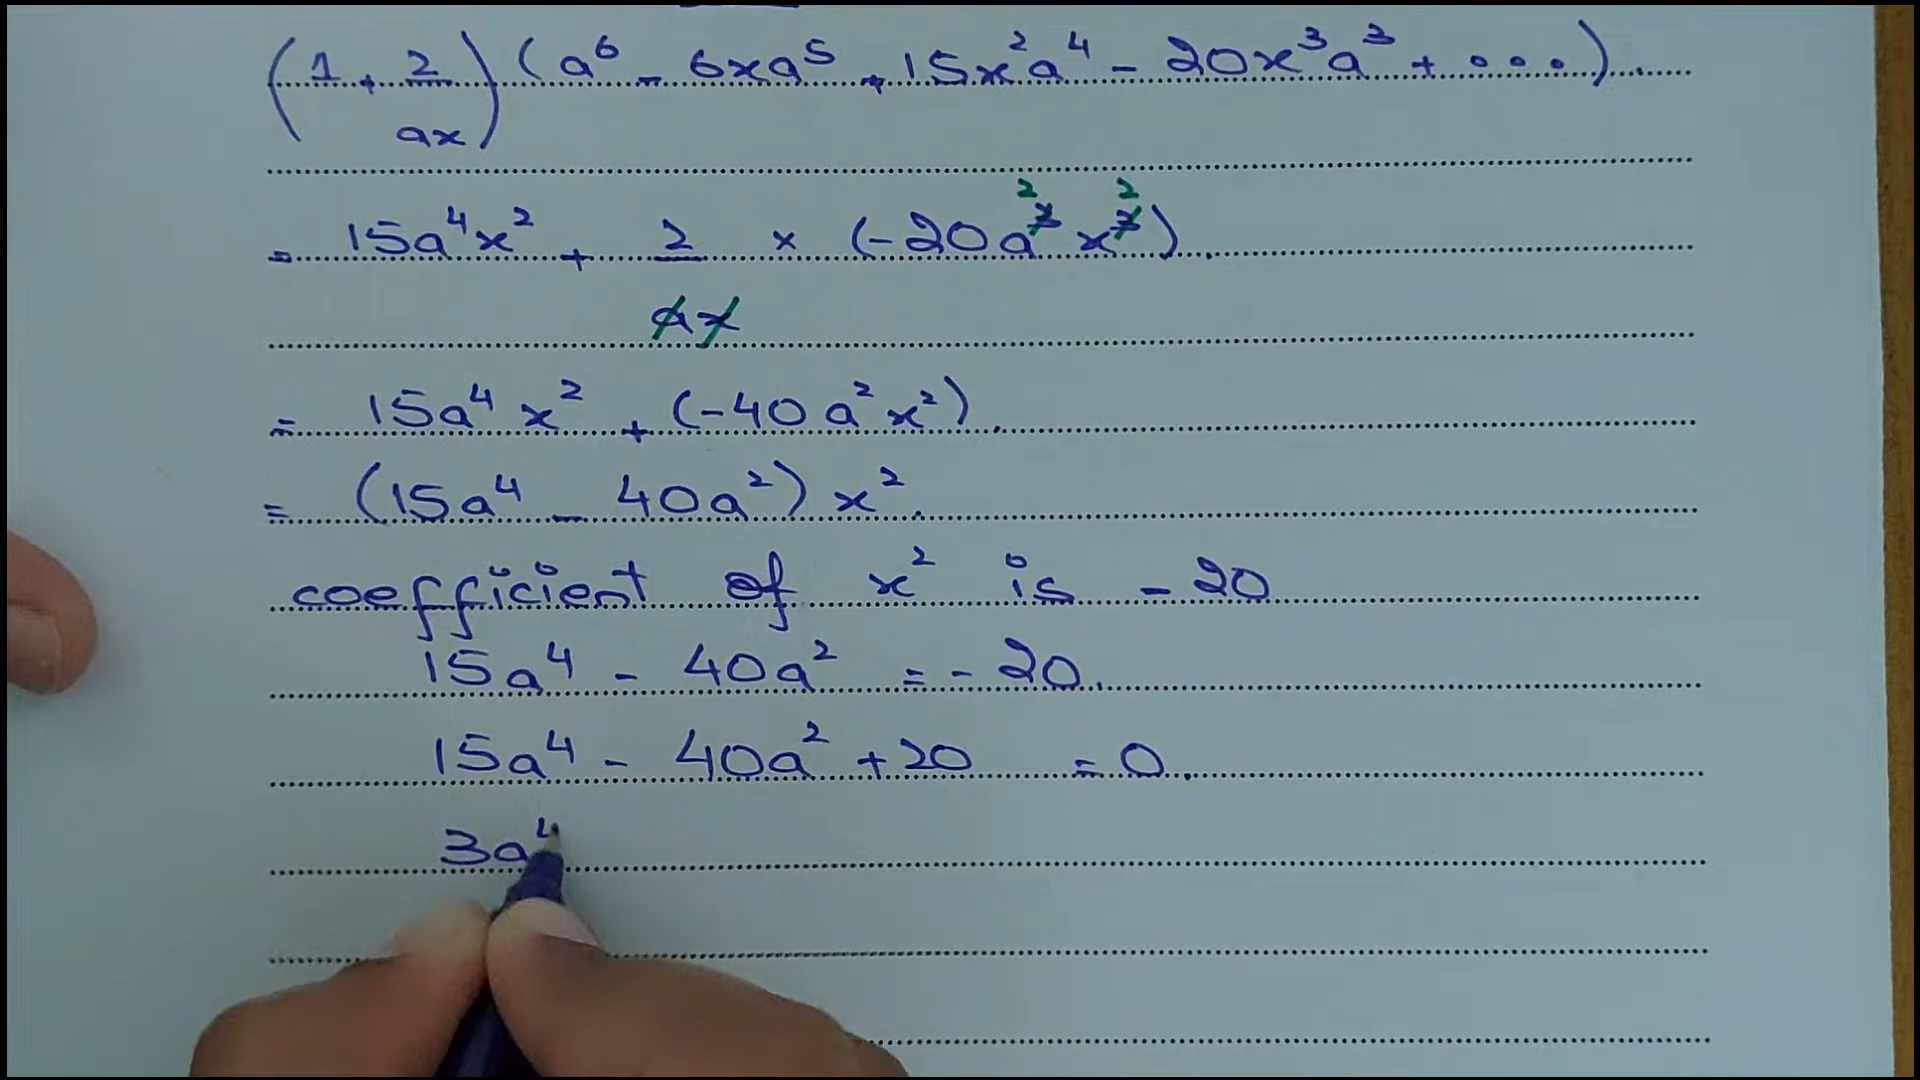 (1 + 2/ax) (a⁶ - 6xa⁵ + 15x²a⁴ - 20x³a³ + ...)
= 15a⁴x² + 2/ax × (-20a²x²)
= 15a⁴x² + (-40a²x²).
= (15a⁴ - 40a²) x².
coefficient of x² is - 20
15a⁴ - 40a² = - 20.
15a⁴ - 40a² + 20 = 0.
3a⁴